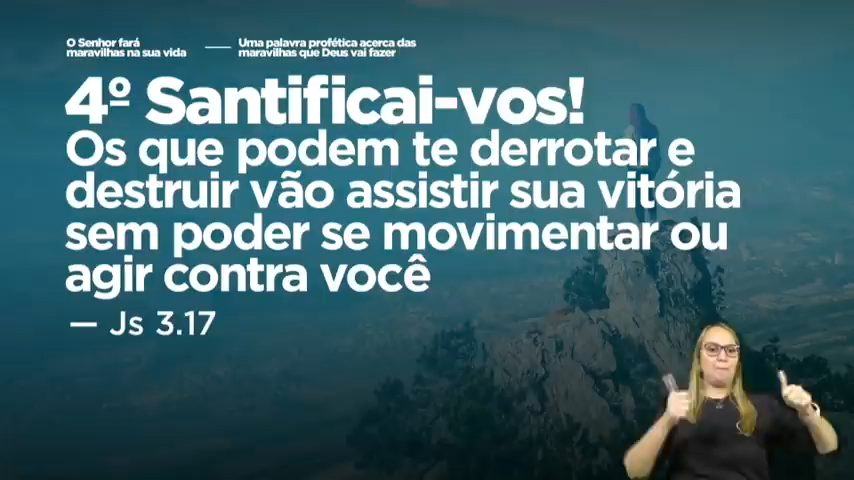 O Senhor fará
maravilhas na sua vida
Uma palavra profética acerca das
maravilhas que Deus vai fazer
4º Santificai-vos!
Os que podem te derrotar e
destruir vão assistir sua vitória
sem poder se movimentar ou
agir contra você
— Js 3.17